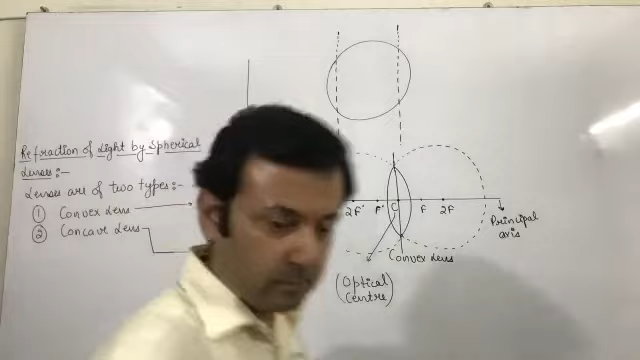 Refraction of Light by Spherical
Lenses:-
Lenses are of two types:-
① Convex Lens
② Concave Lens
2F' F' C F 2F
Principal
axis
Convex Lens
(Optical
Centre)